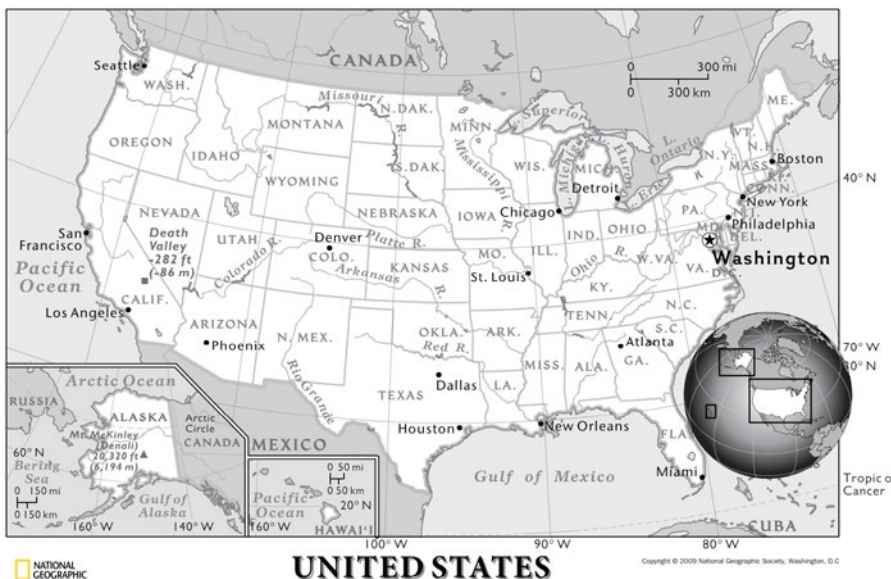 CANADA
0 300 mi
0 300 km
Seattle
WASH.
Missouri
R.
N.DAK.
MONTANA
MINN.
L. Superior
ME.
OREGON
IDAHO
S.DAK.
Mississippi R.
WIS.
L. Michigan
MICH.
L. Huron
L. Ontario
L. Erie
VT.
N.H.
N.Y.
MASS.
Boston
R.I.
CONN.
40°N
WYOMING
Detroit
New York
NEVADA
NEBRASKA
IOWA
Chicago
PA.
N.J.
Philadelphia
San
Francisco
Death
Valley
-282 ft
(-86 m)
UTAH
Denver
Platte R.
IND.
OHIO
MD.
DEL.
Pacific
Ocean
Colorado R.
COLO.
Arkansas
R.
KANSAS
MO.
ILL.
Ohio R.
W.VA.
VA.
D.C.
Washington
St. Louis
KY.
CALIF.
Los Angeles
N.C.
TENN.
ARIZONA
Phoenix
N. MEX.
OKLA.
Red R.
ARK.
S.C.
Atlanta
GA.
70°W
30°N
MISS.
ALA.
Dallas
TEXAS
LA.
Rio Grande
Houston
New Orleans
FLA.
Miami
MEXICO
Gulf of Mexico
Tropic o
Cancer
CUBA
Arctic Ocean
RUSSIA
ALASKA
Arctic
Circle
CANADA
Mt. McKinley
(Denali)
20,320 ft
(6,194 m)
60°N
Bering
Sea
0 150 mi
0 150 km
Gulf of
Alaska
160°W
140°W
0 50 mi
0 50 km
Pacific
Ocean
20°N
160°W
HAWAI'I
100°W
90°W
80°W
NATIONAL
GEOGRAPHIC
UNITED STATES
Copyright © 2009 National Geographic Society, Washington, D.C